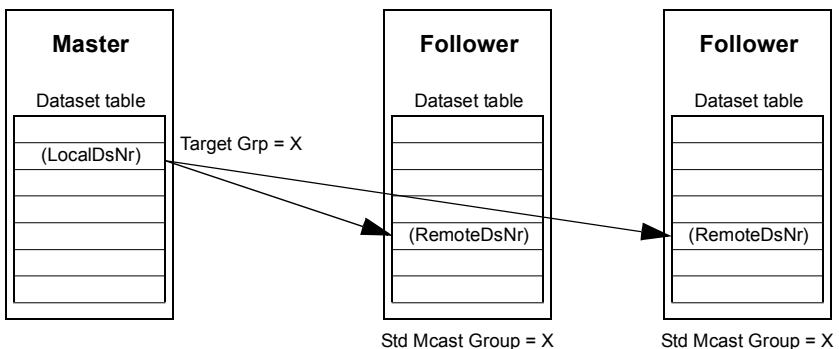 Master
Dataset table
(LocalDsNr)
Target Grp = X
Follower
Dataset table
(RemoteDsNr)
Std Mcast Group = X
Follower
Dataset table
(RemoteDsNr)
Std Mcast Group = X